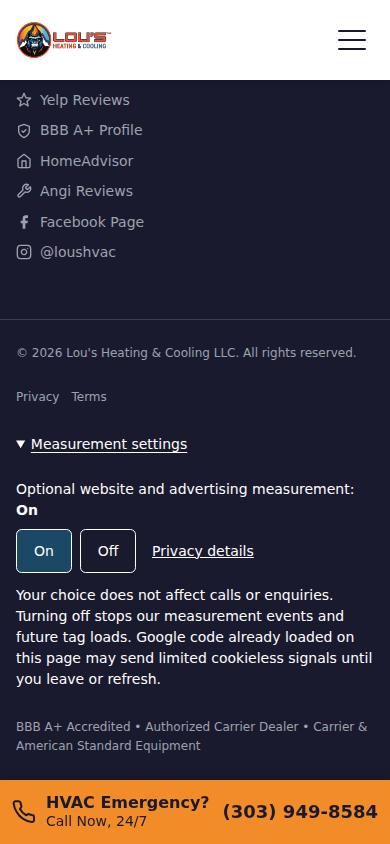 LOU'S™
HEATING & COOLING
Yelp Reviews
BBB A+ Profile
HomeAdvisor
Angi Reviews
Facebook Page
@loushvac
© 2026 Lou's Heating & Cooling LLC. All rights reserved.
Privacy Terms
▼ Measurement settings
Optional website and advertising measurement:
On
On Off Privacy details
Your choice does not affect calls or enquiries.
Turning off stops our measurement events and
future tag loads. Google code already loaded on
this page may send limited cookieless signals until
you leave or refresh.
BBB A+ Accredited • Authorized Carrier Dealer • Carrier &
American Standard Equipment
HVAC Emergency?
Call Now, 24/7
(303) 949-8584